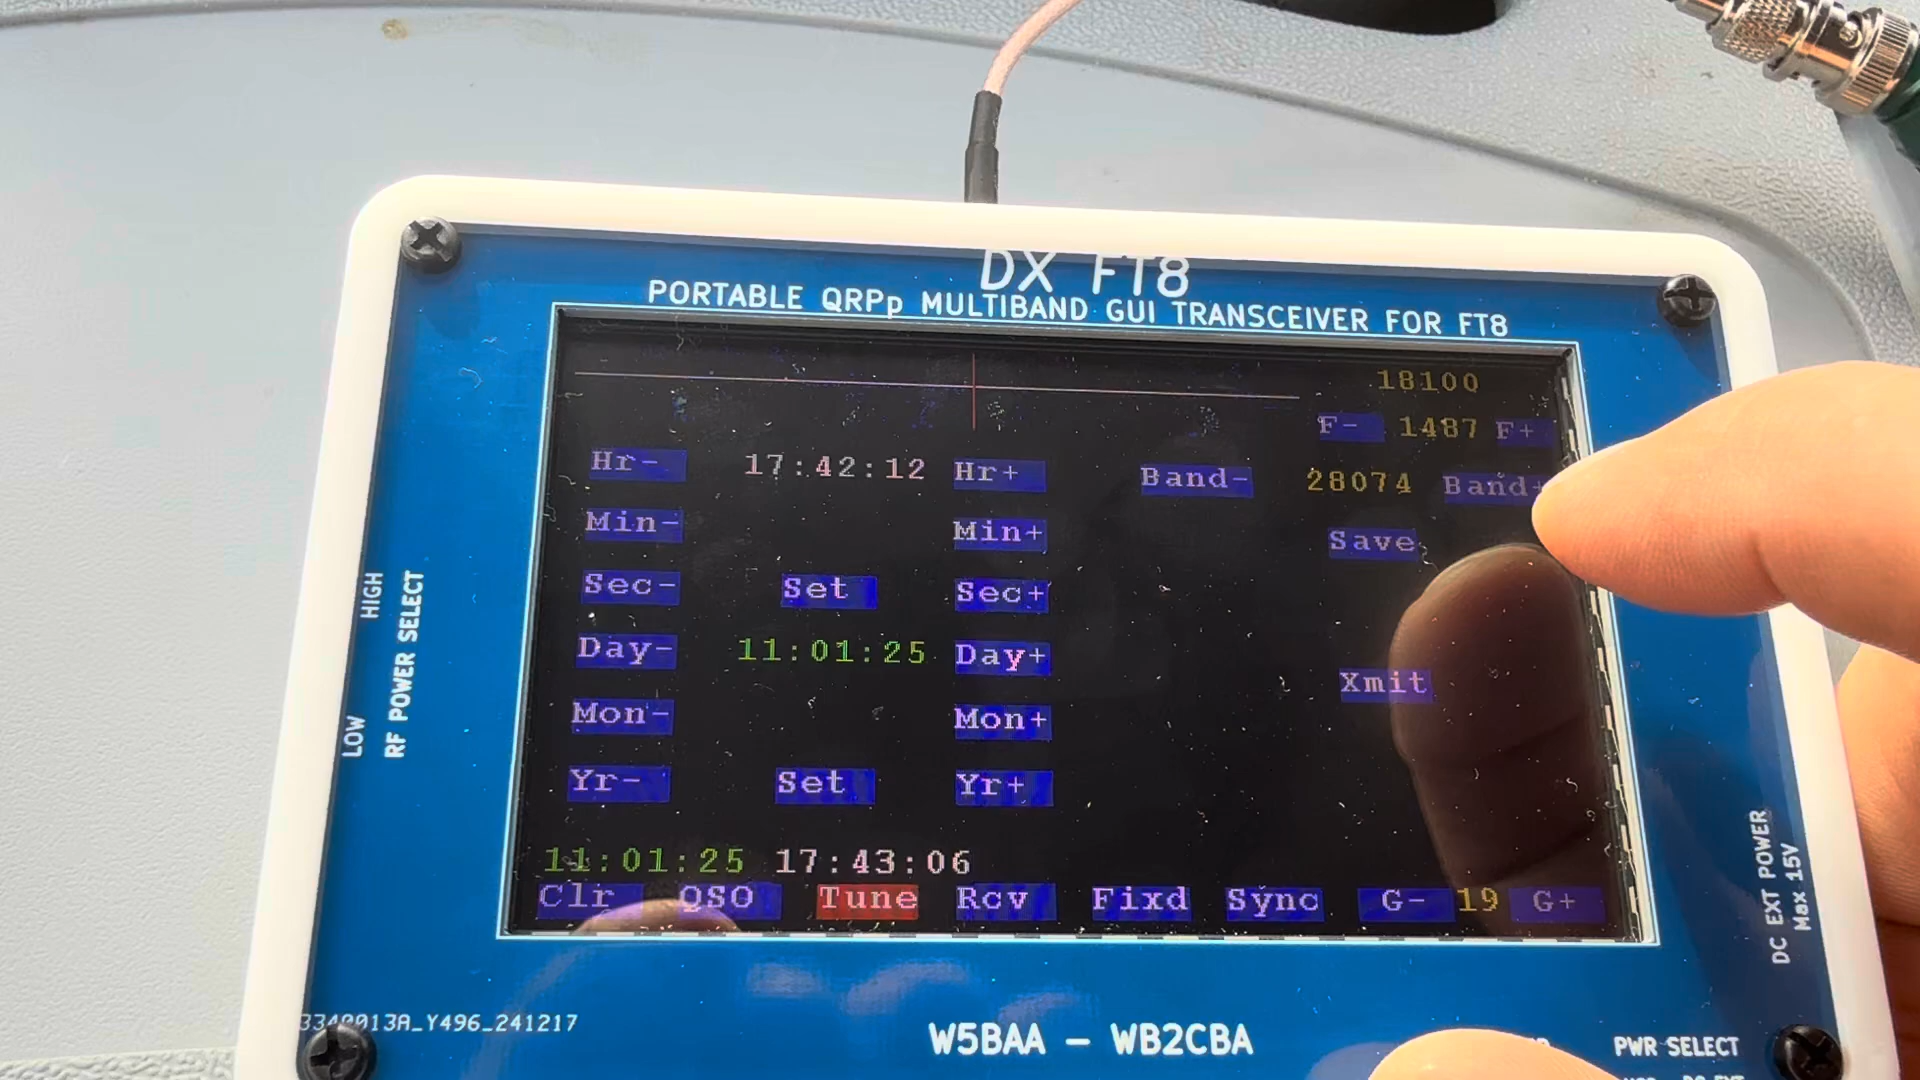 DX FT8
PORTABLE QRPp MULTIBAND GUI TRANSCEIVER FOR FT8
18100
F- 1487 F+
Hr- 17:42:12 Hr+ Band- 28074 Band+
Min- Min+ Save
Sec- Set Sec+
Day- 11:01:25 Day+ Xmit
Mon- Mon+
Yr- Set Yr+
11:01:25 17:43:06
Clr QSO Tune Rcv Fixd Sync G- 19 G+
LOW HIGH
RF POWER SELECT
DC EXT POWER
Max 15V
3340013A_Y496_241217
W5BAA - WB2CBA
PWR SELECT